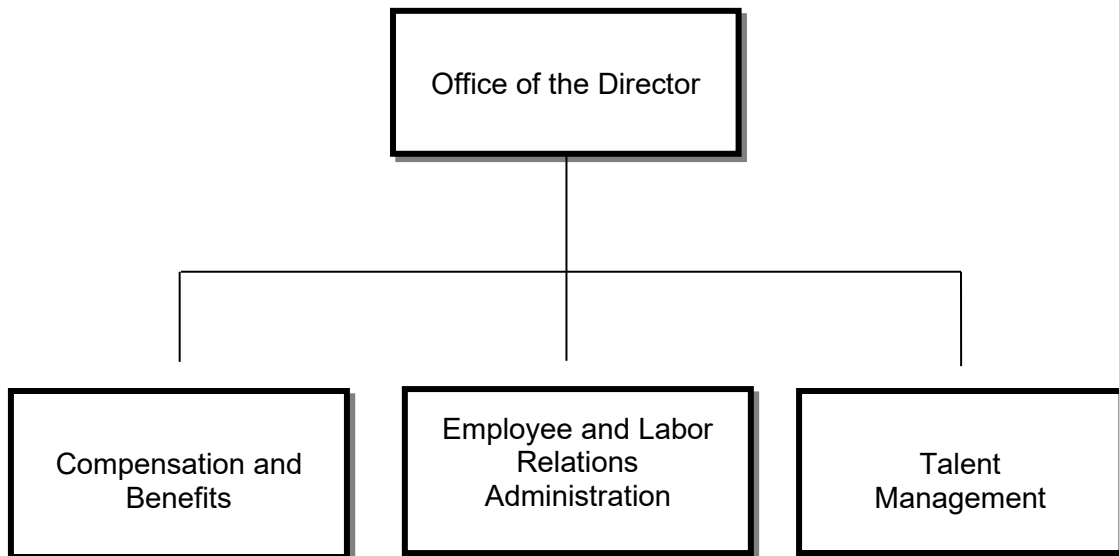 Office of the Director
Compensation and
Benefits
Employee and Labor
Relations
Administration
Talent
Management